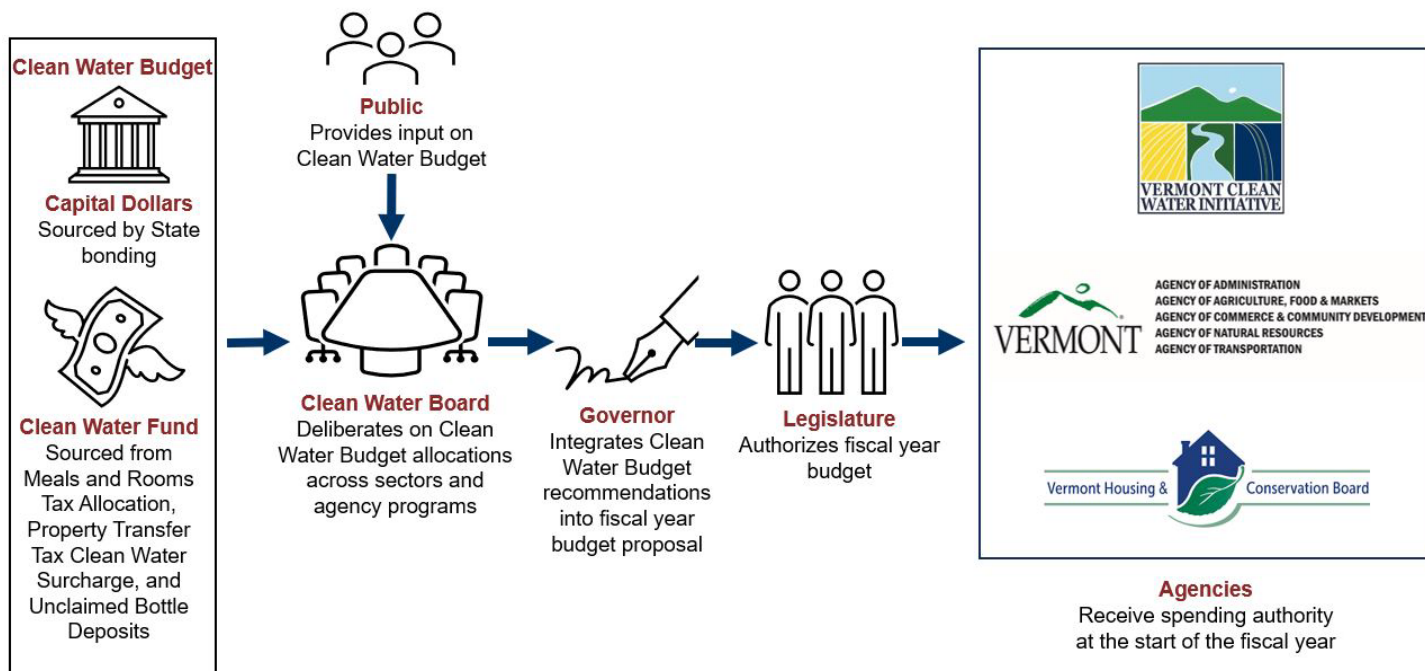 Clean Water Budget
Capital Dollars
Sourced by State
bonding
Clean Water Fund
Sourced from
Meals and Rooms
Tax Allocation,
Property Transfer
Tax Clean Water
Surcharge, and
Unclaimed Bottle
Deposits
Public
Provides input on
Clean Water Budget
Clean Water Board
Deliberates on Clean
Water Budget allocations
across sectors and
agency programs
Governor
Integrates Clean
Water Budget
recommendations
into fiscal year
budget proposal
Legislature
Authorizes fiscal year
budget
VERMONT CLEAN
WATER INITIATIVE
VERMONT
AGENCY OF ADMINISTRATION
AGENCY OF AGRICULTURE, FOOD & MARKETS
AGENCY OF COMMERCE & COMMUNITY DEVELOPMENT
AGENCY OF NATURAL RESOURCES
AGENCY OF TRANSPORTATION
Vermont Housing & Conservation Board
Agencies
Receive spending authority
at the start of the fiscal year